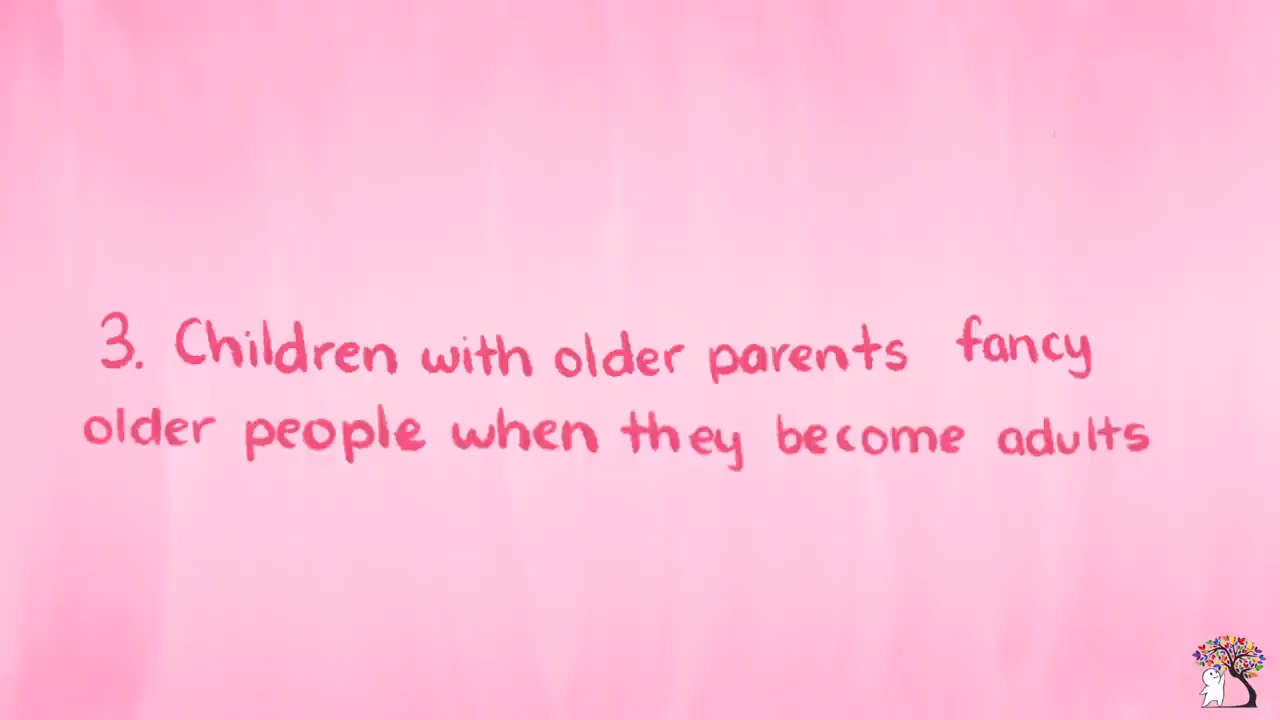 3. Children with older parents fancy
older people when they become adults